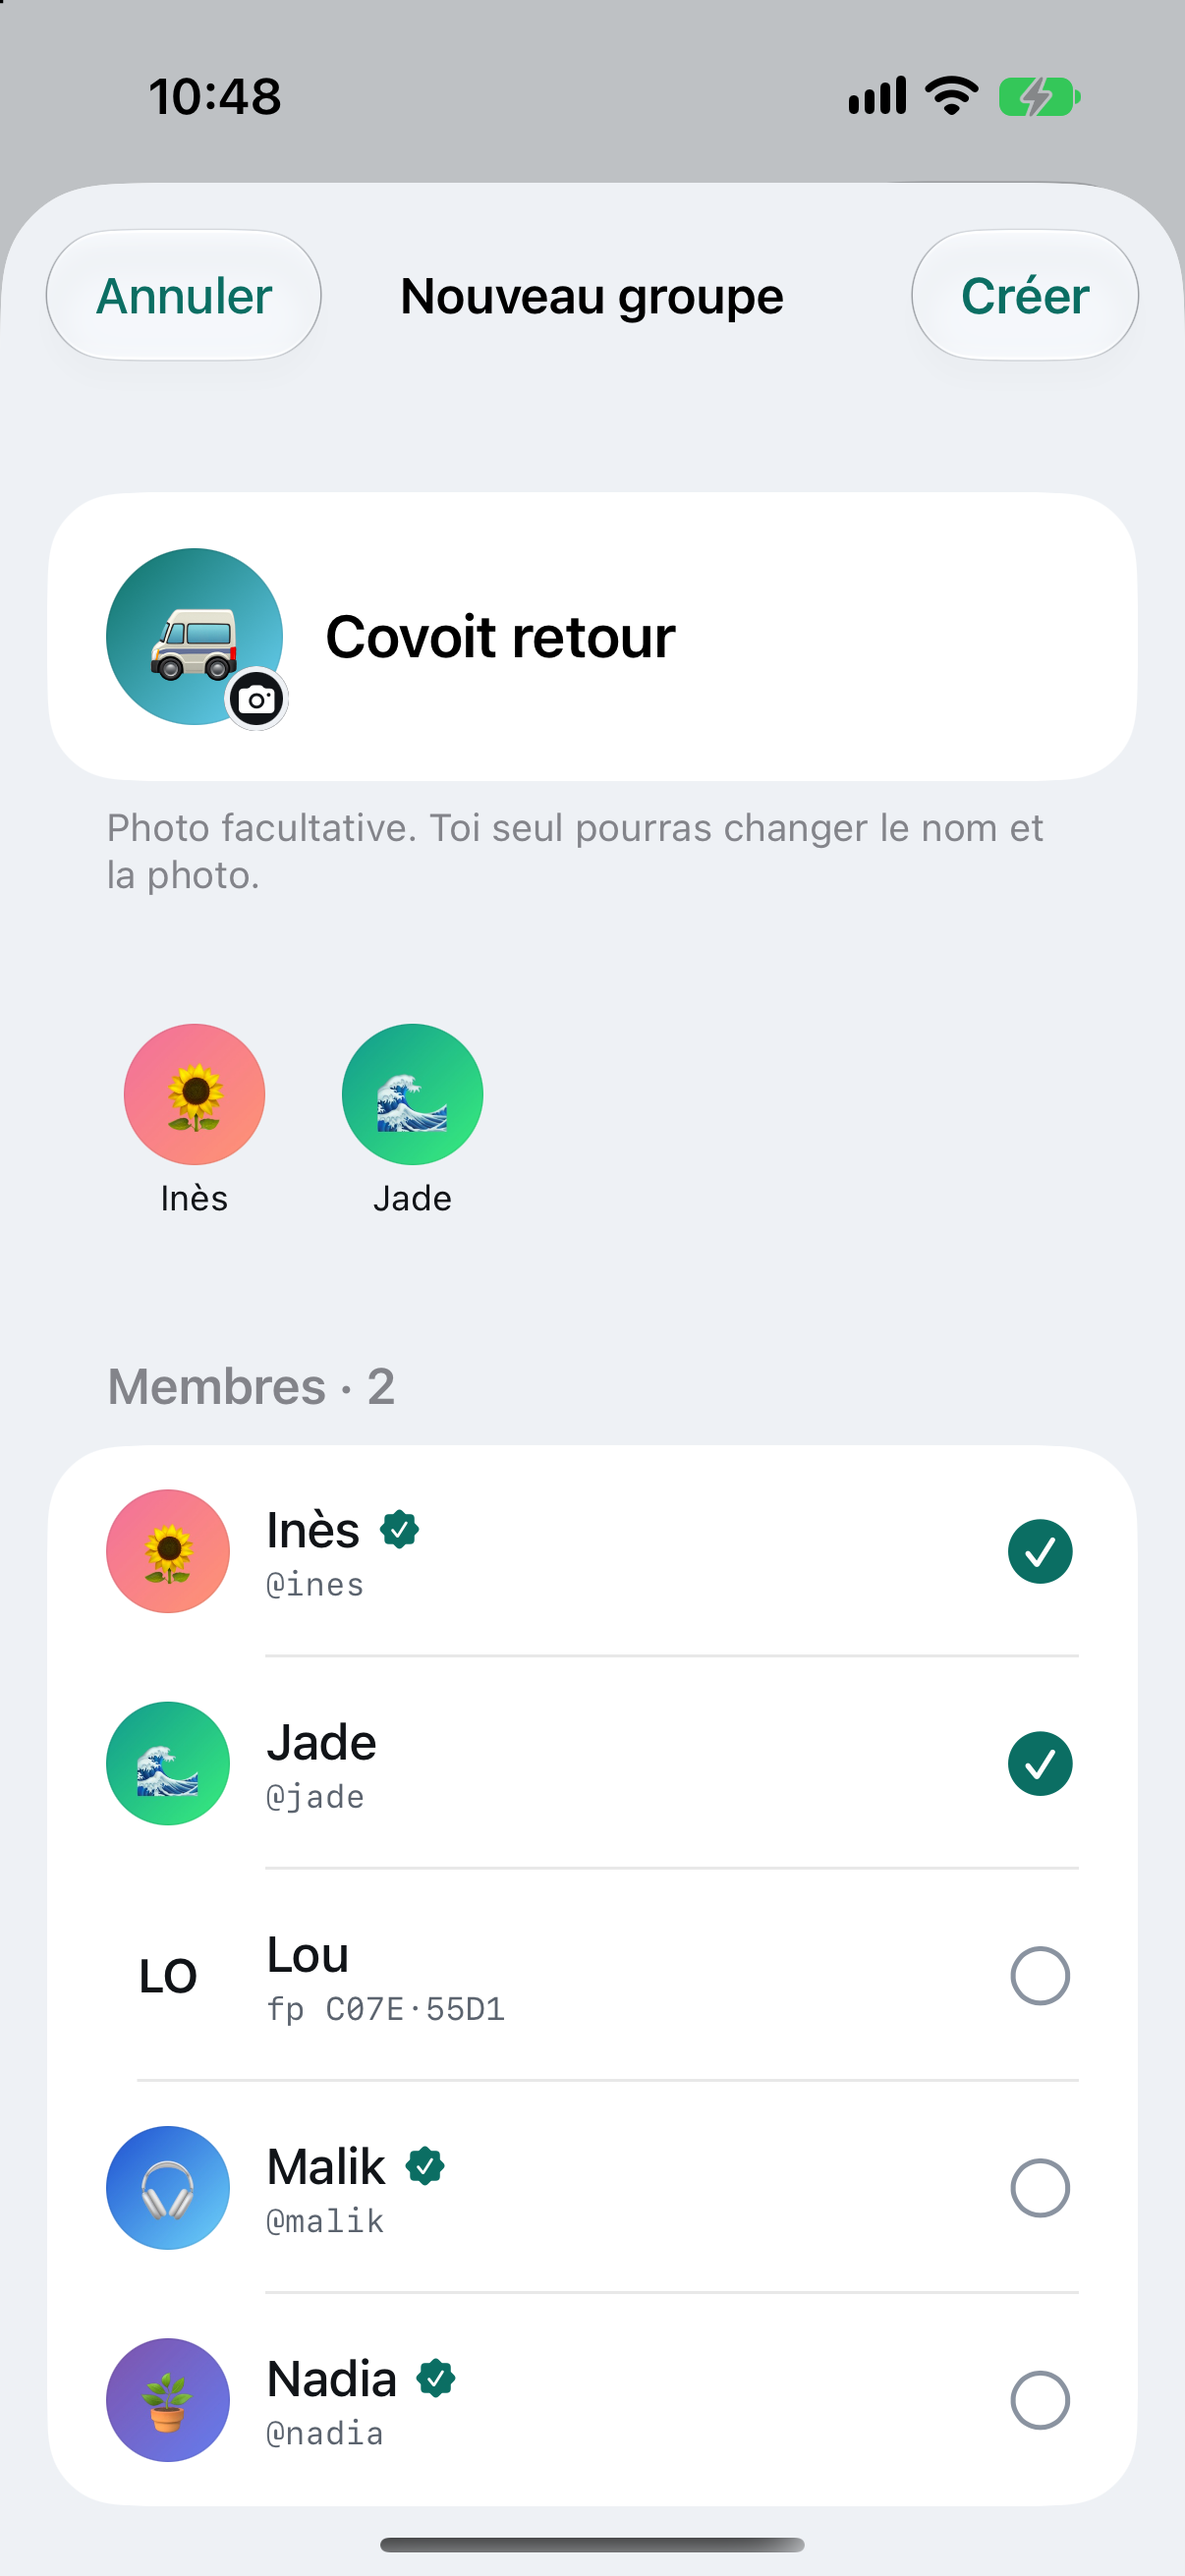 10:48
Annuler
Nouveau groupe
Créer
Covoit retour
Photo facultative. Toi seul pourras changer le nom et
la photo.
Inès
Jade
Membres · 2
Inès
@ines
Jade
@jade
LO
Lou
fp C07E·55D1
Malik
@malik
Nadia
@nadia